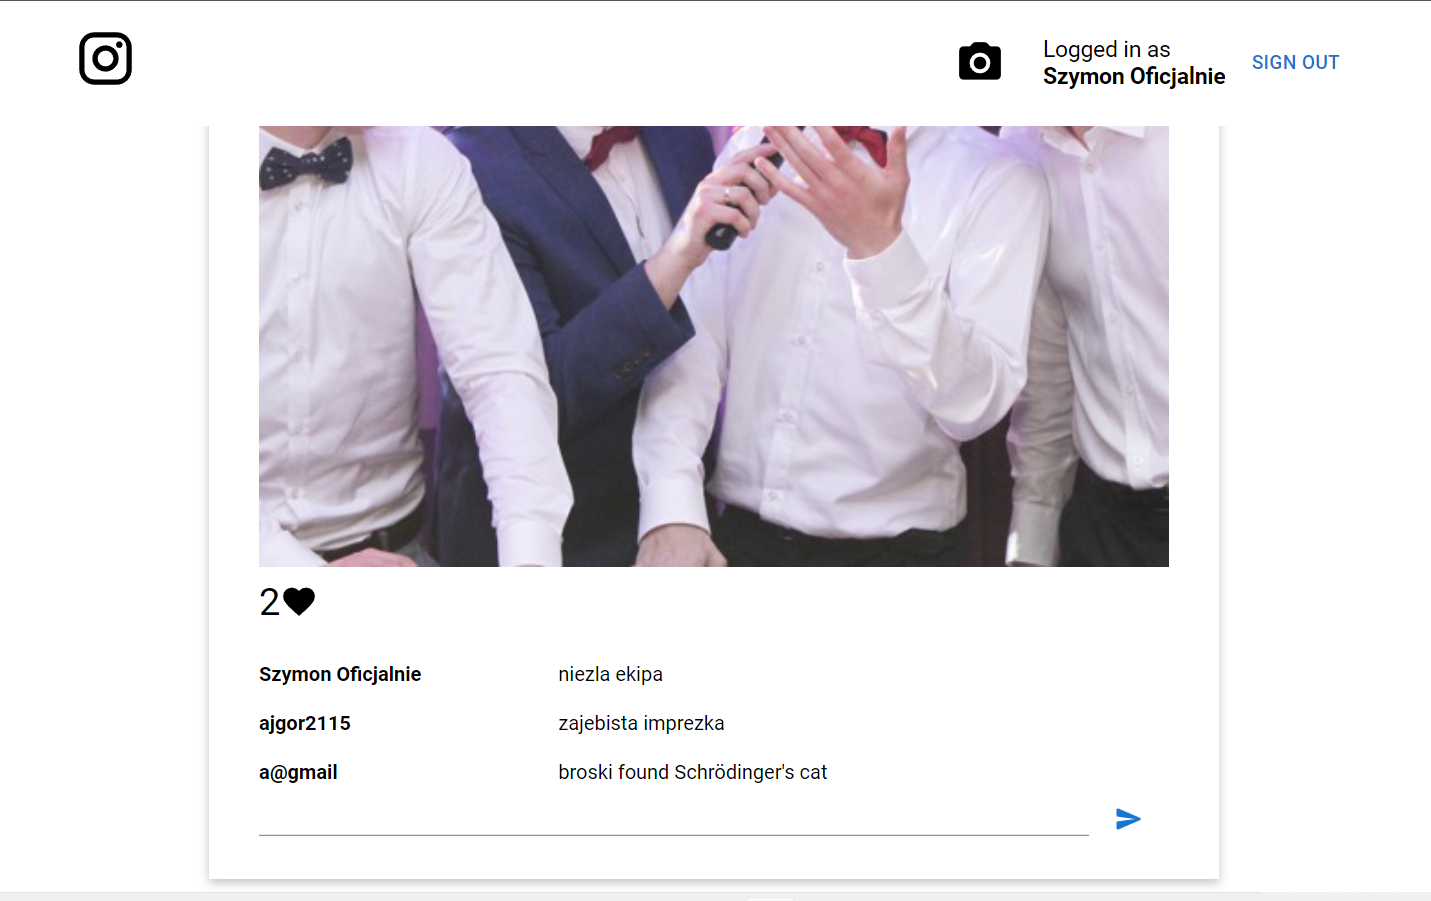 Logged in as
Szymon Oficjalnie
SIGN OUT
2
Szymon Oficjalnie niezla ekipa
ajgor2115 zajebista imprezka
a@gmail broski found Schrödinger's cat